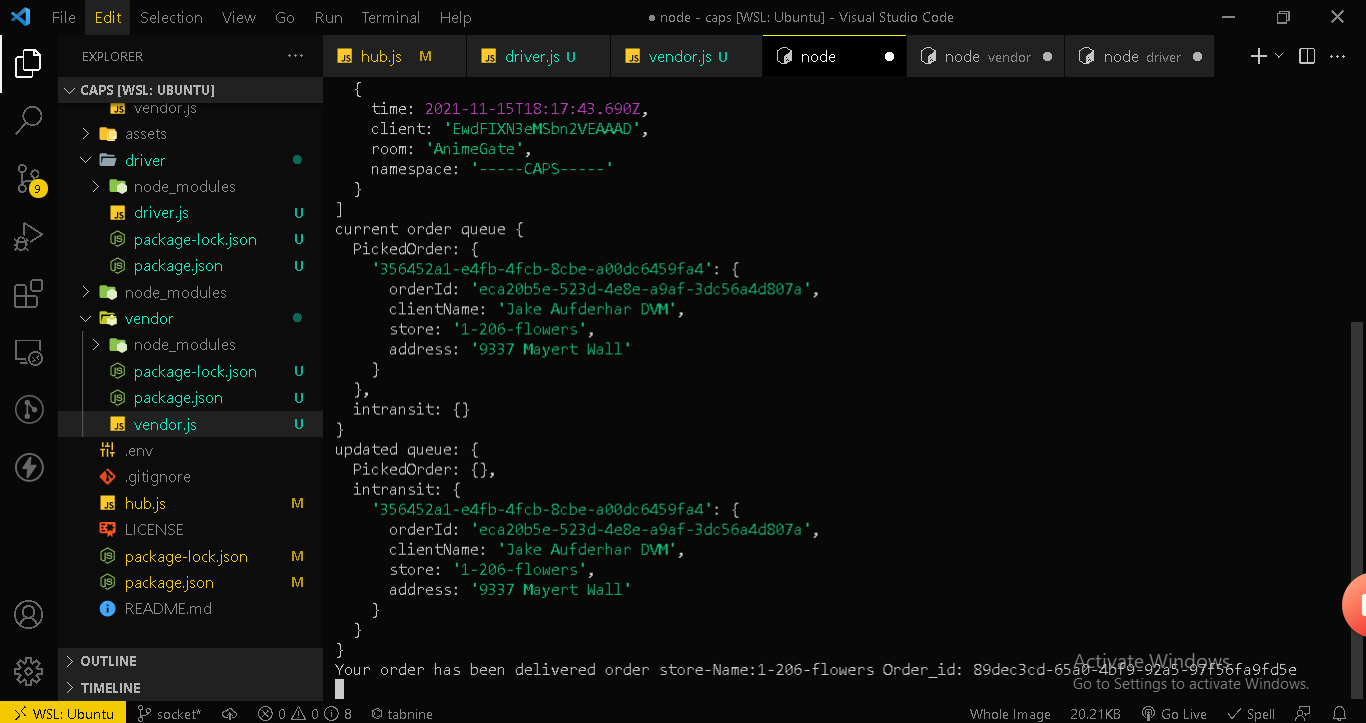 File Edit Selection View Go Run Terminal Help ● node - caps [WSL: Ubuntu] - Visual Studio Code
EXPLORER ...
hub.js M driver.js U vendor.js U node node vendor node driver
CAPS [WSL: UBUNTU]
vendor.js
assets
driver
node_modules
driver.js U
package-lock.json U
package.json U
node_modules
vendor
node_modules
package-lock.json U
package.json U
vendor.js U
.env
.gitignore
hub.js M
LICENSE
package-lock.json M
package.json M
README.md
OUTLINE
TIMELINE
9
{
time: 2021-11-15T18:17:43.690Z,
client: 'EwdFIXN3eMSbn2VEAAAD',
room: 'AnimeGate',
namespace: '-----CAPS-----'
}
]
current order queue {
PickedOrder: {
'356452a1-e4fb-4fcb-8cbe-a00dc6459fa4': {
orderId: 'eca20b5e-523d-4e8e-a9af-3dc56a4d807a',
clientName: 'Jake Aufderhar DVM',
store: '1-206-flowers',
address: '9337 Mayert Wall'
}
},
intransit: {}
}
updated queue: {
PickedOrder: {},
intransit: {
'356452a1-e4fb-4fcb-8cbe-a00dc6459fa4': {
orderId: 'eca20b5e-523d-4e8e-a9af-3dc56a4d807a',
clientName: 'Jake Aufderhar DVM',
store: '1-206-flowers',
address: '9337 Mayert Wall'
}
}
}
Your order has been delivered order store-Name:1-206-flowers Order_id: 89dec3cd-65a0-4bf9-92a5-97f56fa9fd5e
Activate Windows
Go to Settings to activate Windows.
WSL: Ubuntu socket* 0 0 8 tabnine Whole Image 20.21KB Go Live Spell